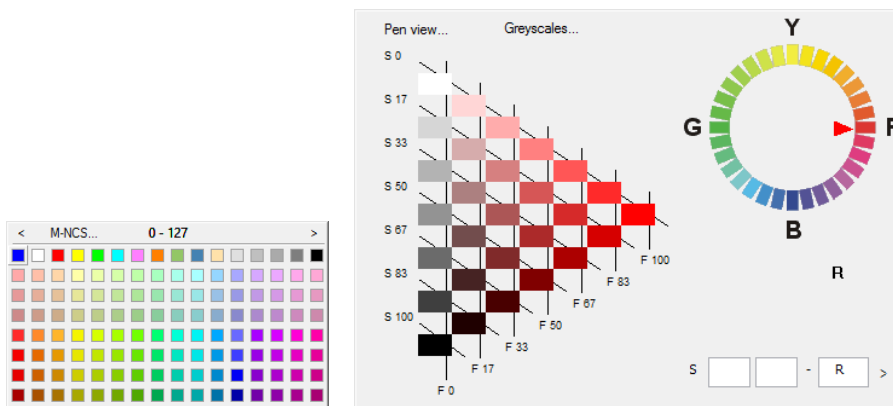 Pen view...
Greyscales...
S 0
S 17
S 33
S 50
S 67
S 83
S 100
F 100
F 83
F 67
F 50
F 33
F 17
F 0
Y
G
B
R
S
- R >
< M-NCS... 0 - 127 >